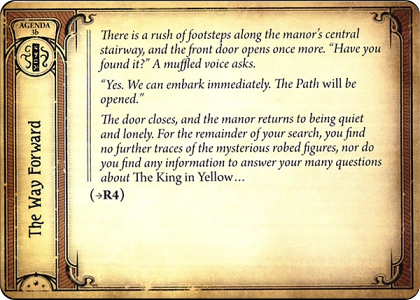 AGENDA
3b
The Way Forward
There is a rush of footsteps along the manor's central
stairway, and the front door opens once more. “Have you
found it?” A muffled voice asks.
“Yes. We can embark immediately. The Path will be
opened.”
The door closes, and the manor returns to being quiet
and lonely. For the remainder of your search, you find
no further traces of the mysterious robed figures, nor do
you find any information to answer your many questions
about The King in Yellow…
(→R4)